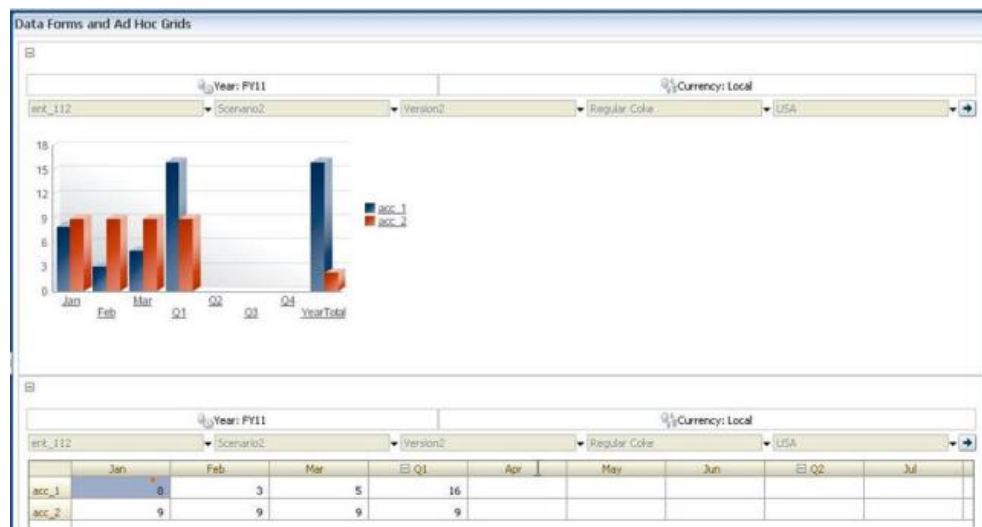 Data Forms and Ad Hoc Grids
Year: FY11 Currency: Local
ent_112 Scenario2 Version2 Regular Coke USA
18
15
12
9
6
3
0
acc_1
acc_2
Jan Feb Mar Q1 Q2 Q3 Q4 YearTotal
Year: FY11 Currency: Local
ent_112 Scenario2 Version2 Regular Coke USA
Jan Feb Mar Q1 Apr May Jun Q2 Jul
acc_1 8 3 5 16
acc_2 9 9 9 9